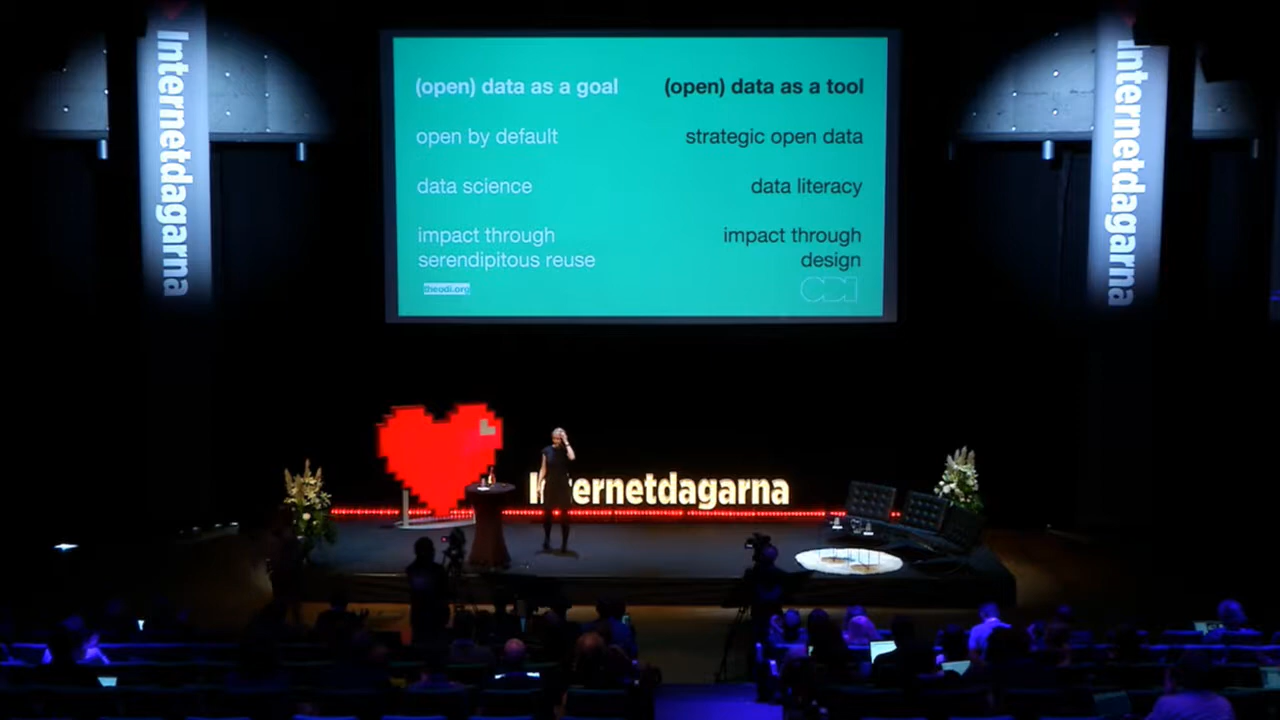 Internetdagarna
(open) data as a goal
open by default
data science
impact through
serendipitous reuse
theodi.org
(open) data as a tool
strategic open data
data literacy
impact through
design
ODI
Internetdagarna
Internetdagarna